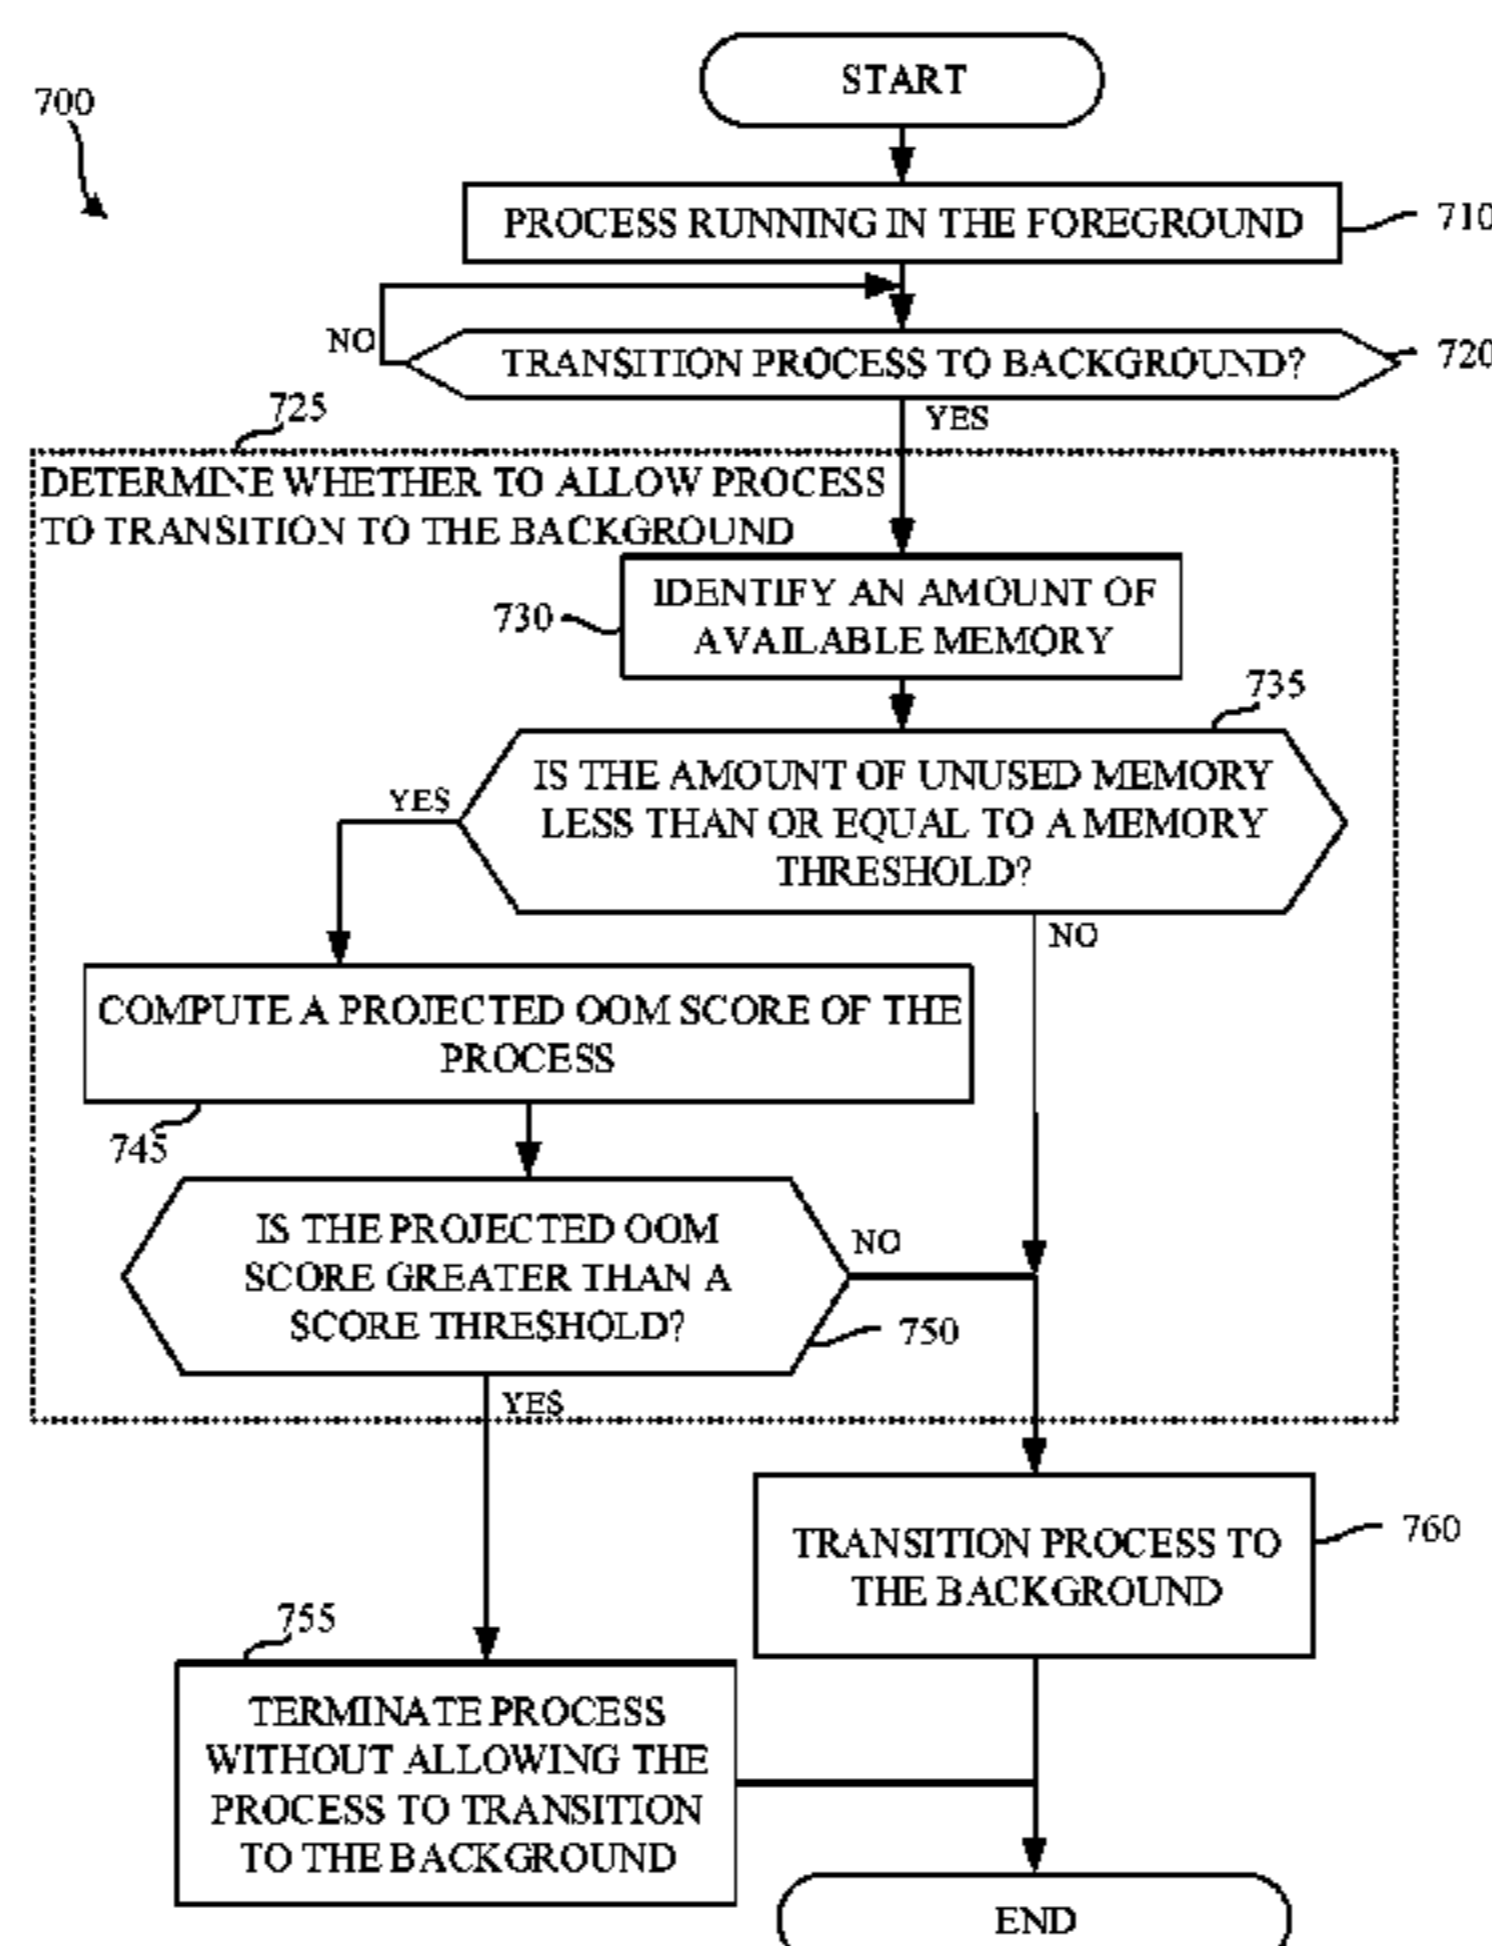 START
700
PROCESS RUNNING IN THE FOREGROUND
710
NO
TRANSITION PROCESS TO BACKGROUND?
720
YES
725
DETERMINE WHETHER TO ALLOW PROCESS
TO TRANSITION TO THE BACKGROUND
730
IDENTIFY AN AMOUNT OF
AVAILABLE MEMORY
735
IS THE AMOUNT OF UNUSED MEMORY
LESS THAN OR EQUAL TO A MEMORY
THRESHOLD?
YES
NO
COMPUTE A PROJECTED OOM SCORE OF THE
PROCESS
745
IS THE PROJECTED OOM
SCORE GREATER THAN A
SCORE THRESHOLD?
NO
750
YES
TRANSITION PROCESS TO
THE BACKGROUND
760
755
TERMINATE PROCESS
WITHOUT ALLOWING THE
PROCESS TO TRANSITION
TO THE BACKGROUND
END